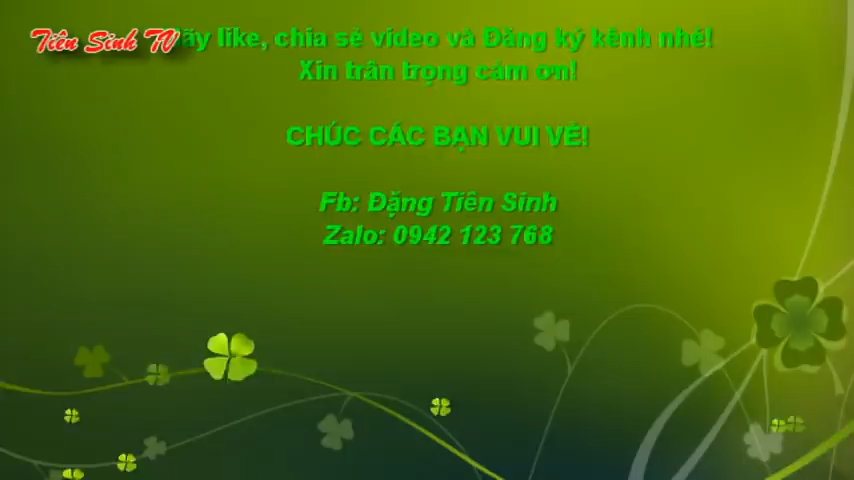 Tiên Sinh TV
ãy like, chia sẻ video và Đăng ký kênh nhé!
Xin trân trọng cảm ơn!
CHÚC CÁC BẠN VUI VẺ!
Fb: Đặng Tiên Sinh
Zalo: 0942 123 768